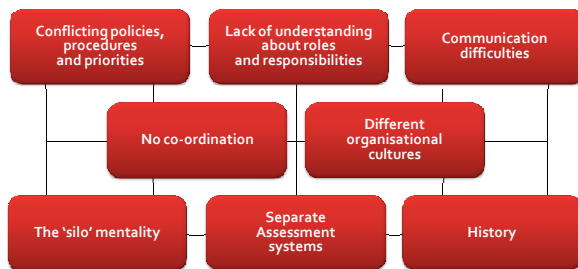 Conflicting policies,
procedures
and priorities
Lack of understanding
about roles
and responsibilities
Communication
difficulties
No co-ordination
Different
organisational
cultures
The ‘silo’ mentality
Separate
Assessment
systems
History